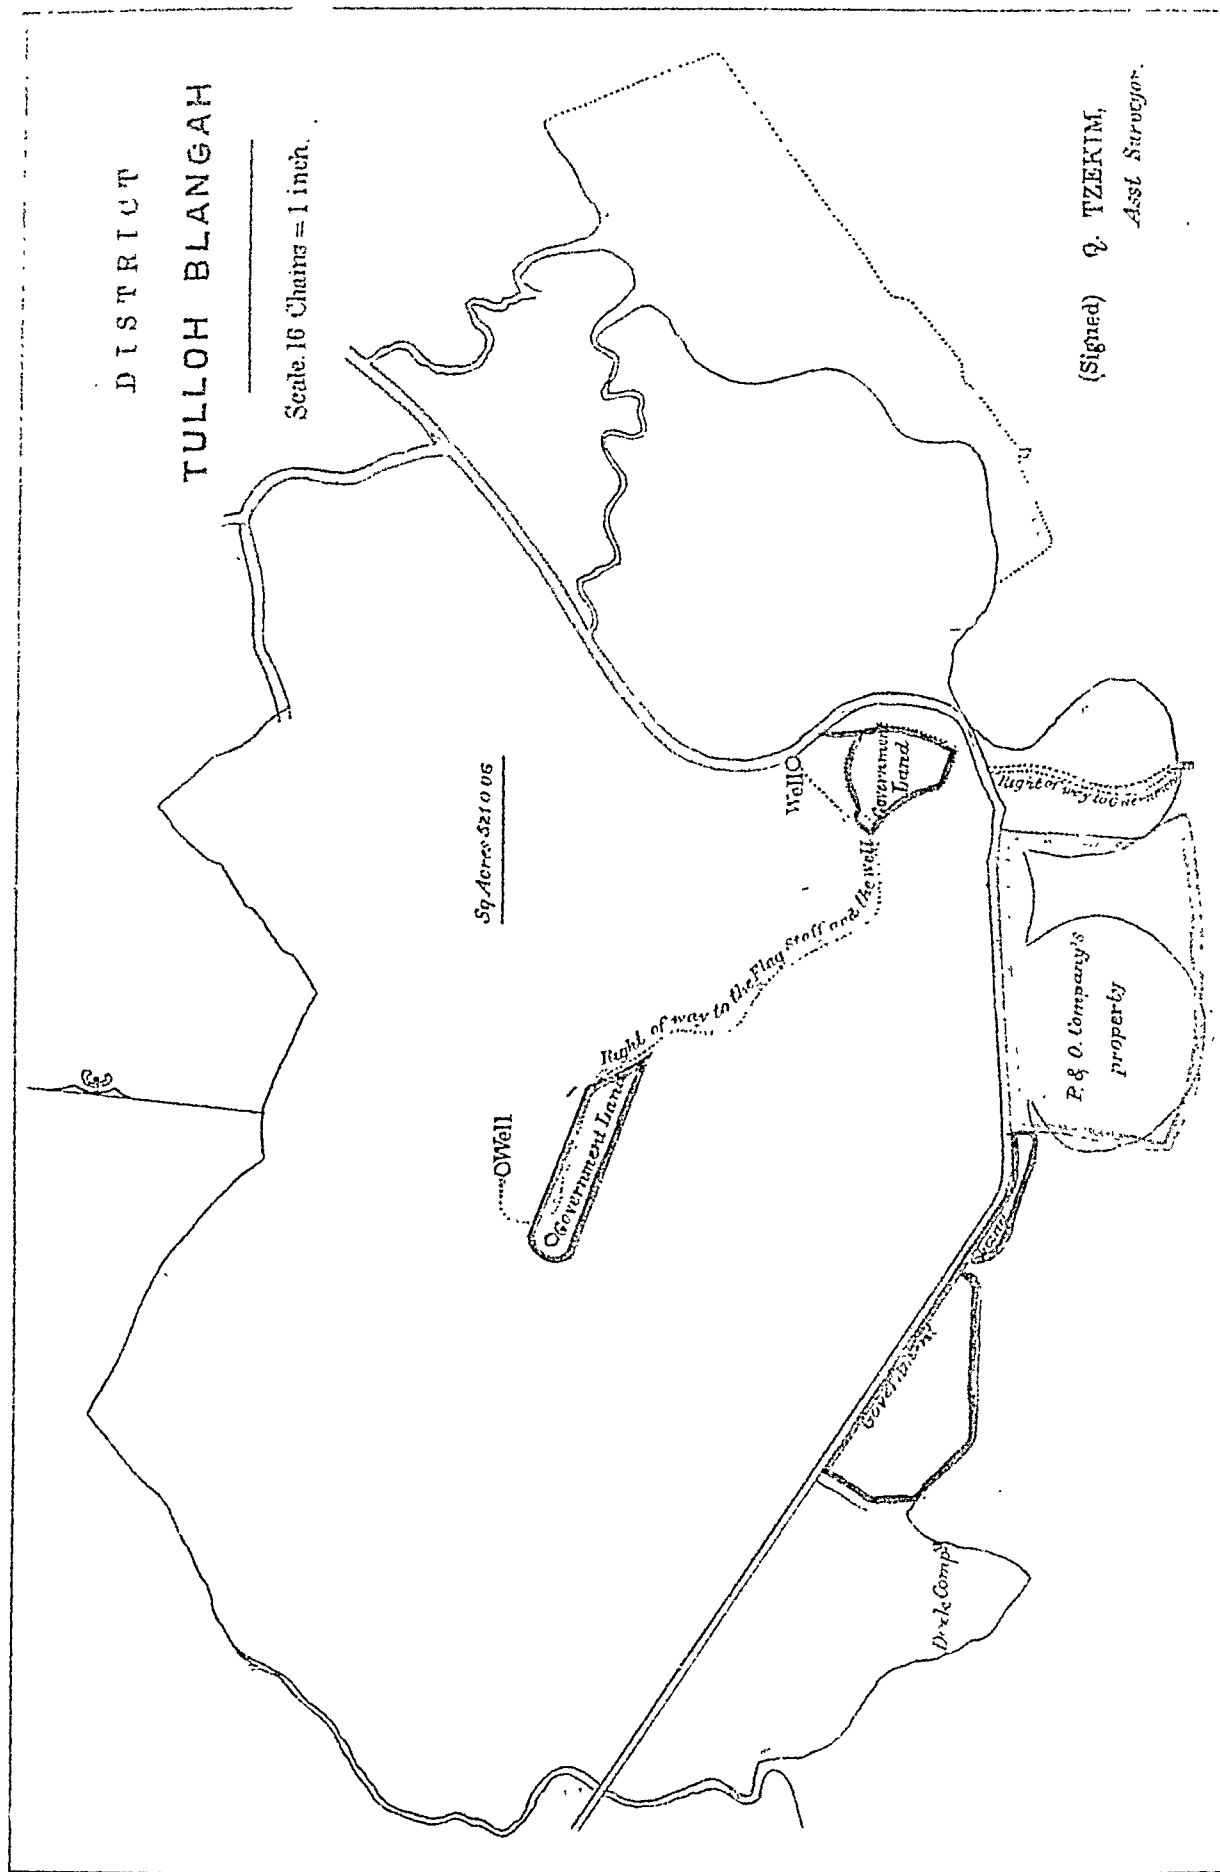 DISTRICT
TULLOH BLANGAH
Scale. 16 Chains = 1 inch.
Sq Acres 521 0 06
OWell
Government Land
Right of way to the Flag Staff and the well
Well
Government
Land
Right of way to Government
P. & O. Company's
property
Land
Government
Dock Compy
(Signed) Q. TZEKIM,
Asst Surveyor.